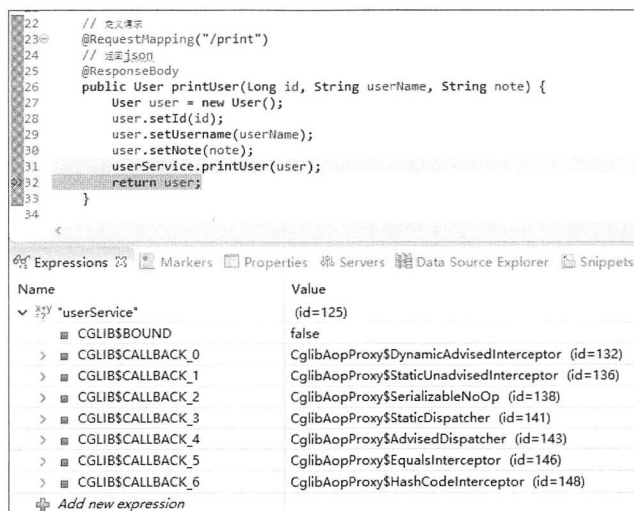 22 // 定义请求
23 @RequestMapping("/print")
24 // 返回json
25 @ResponseBody
26 public User printUser(Long id, String userName, String note) {
27 User user = new User();
28 user.setId(id);
29 user.setUsername(userName);
30 user.setNote(note);
31 userService.printUser(user);
32 return user;
33 }
34
Expressions Markers Properties Servers Data Source Explorer Snippets
Name Value
"userService" (id=125)
CGLIB$BOUND false
CGLIB$CALLBACK_0 CglibAopProxy$DynamicAdvisedInterceptor (id=132)
CGLIB$CALLBACK_1 CglibAopProxy$StaticUnadvisedInterceptor (id=136)
CGLIB$CALLBACK_2 CglibAopProxy$SerializableNoOp (id=138)
CGLIB$CALLBACK_3 CglibAopProxy$StaticDispatcher (id=141)
CGLIB$CALLBACK_4 CglibAopProxy$AdvisedDispatcher (id=143)
CGLIB$CALLBACK_5 CglibAopProxy$EqualsInterceptor (id=146)
CGLIB$CALLBACK_6 CglibAopProxy$HashCodeInterceptor (id=148)
Add new expression